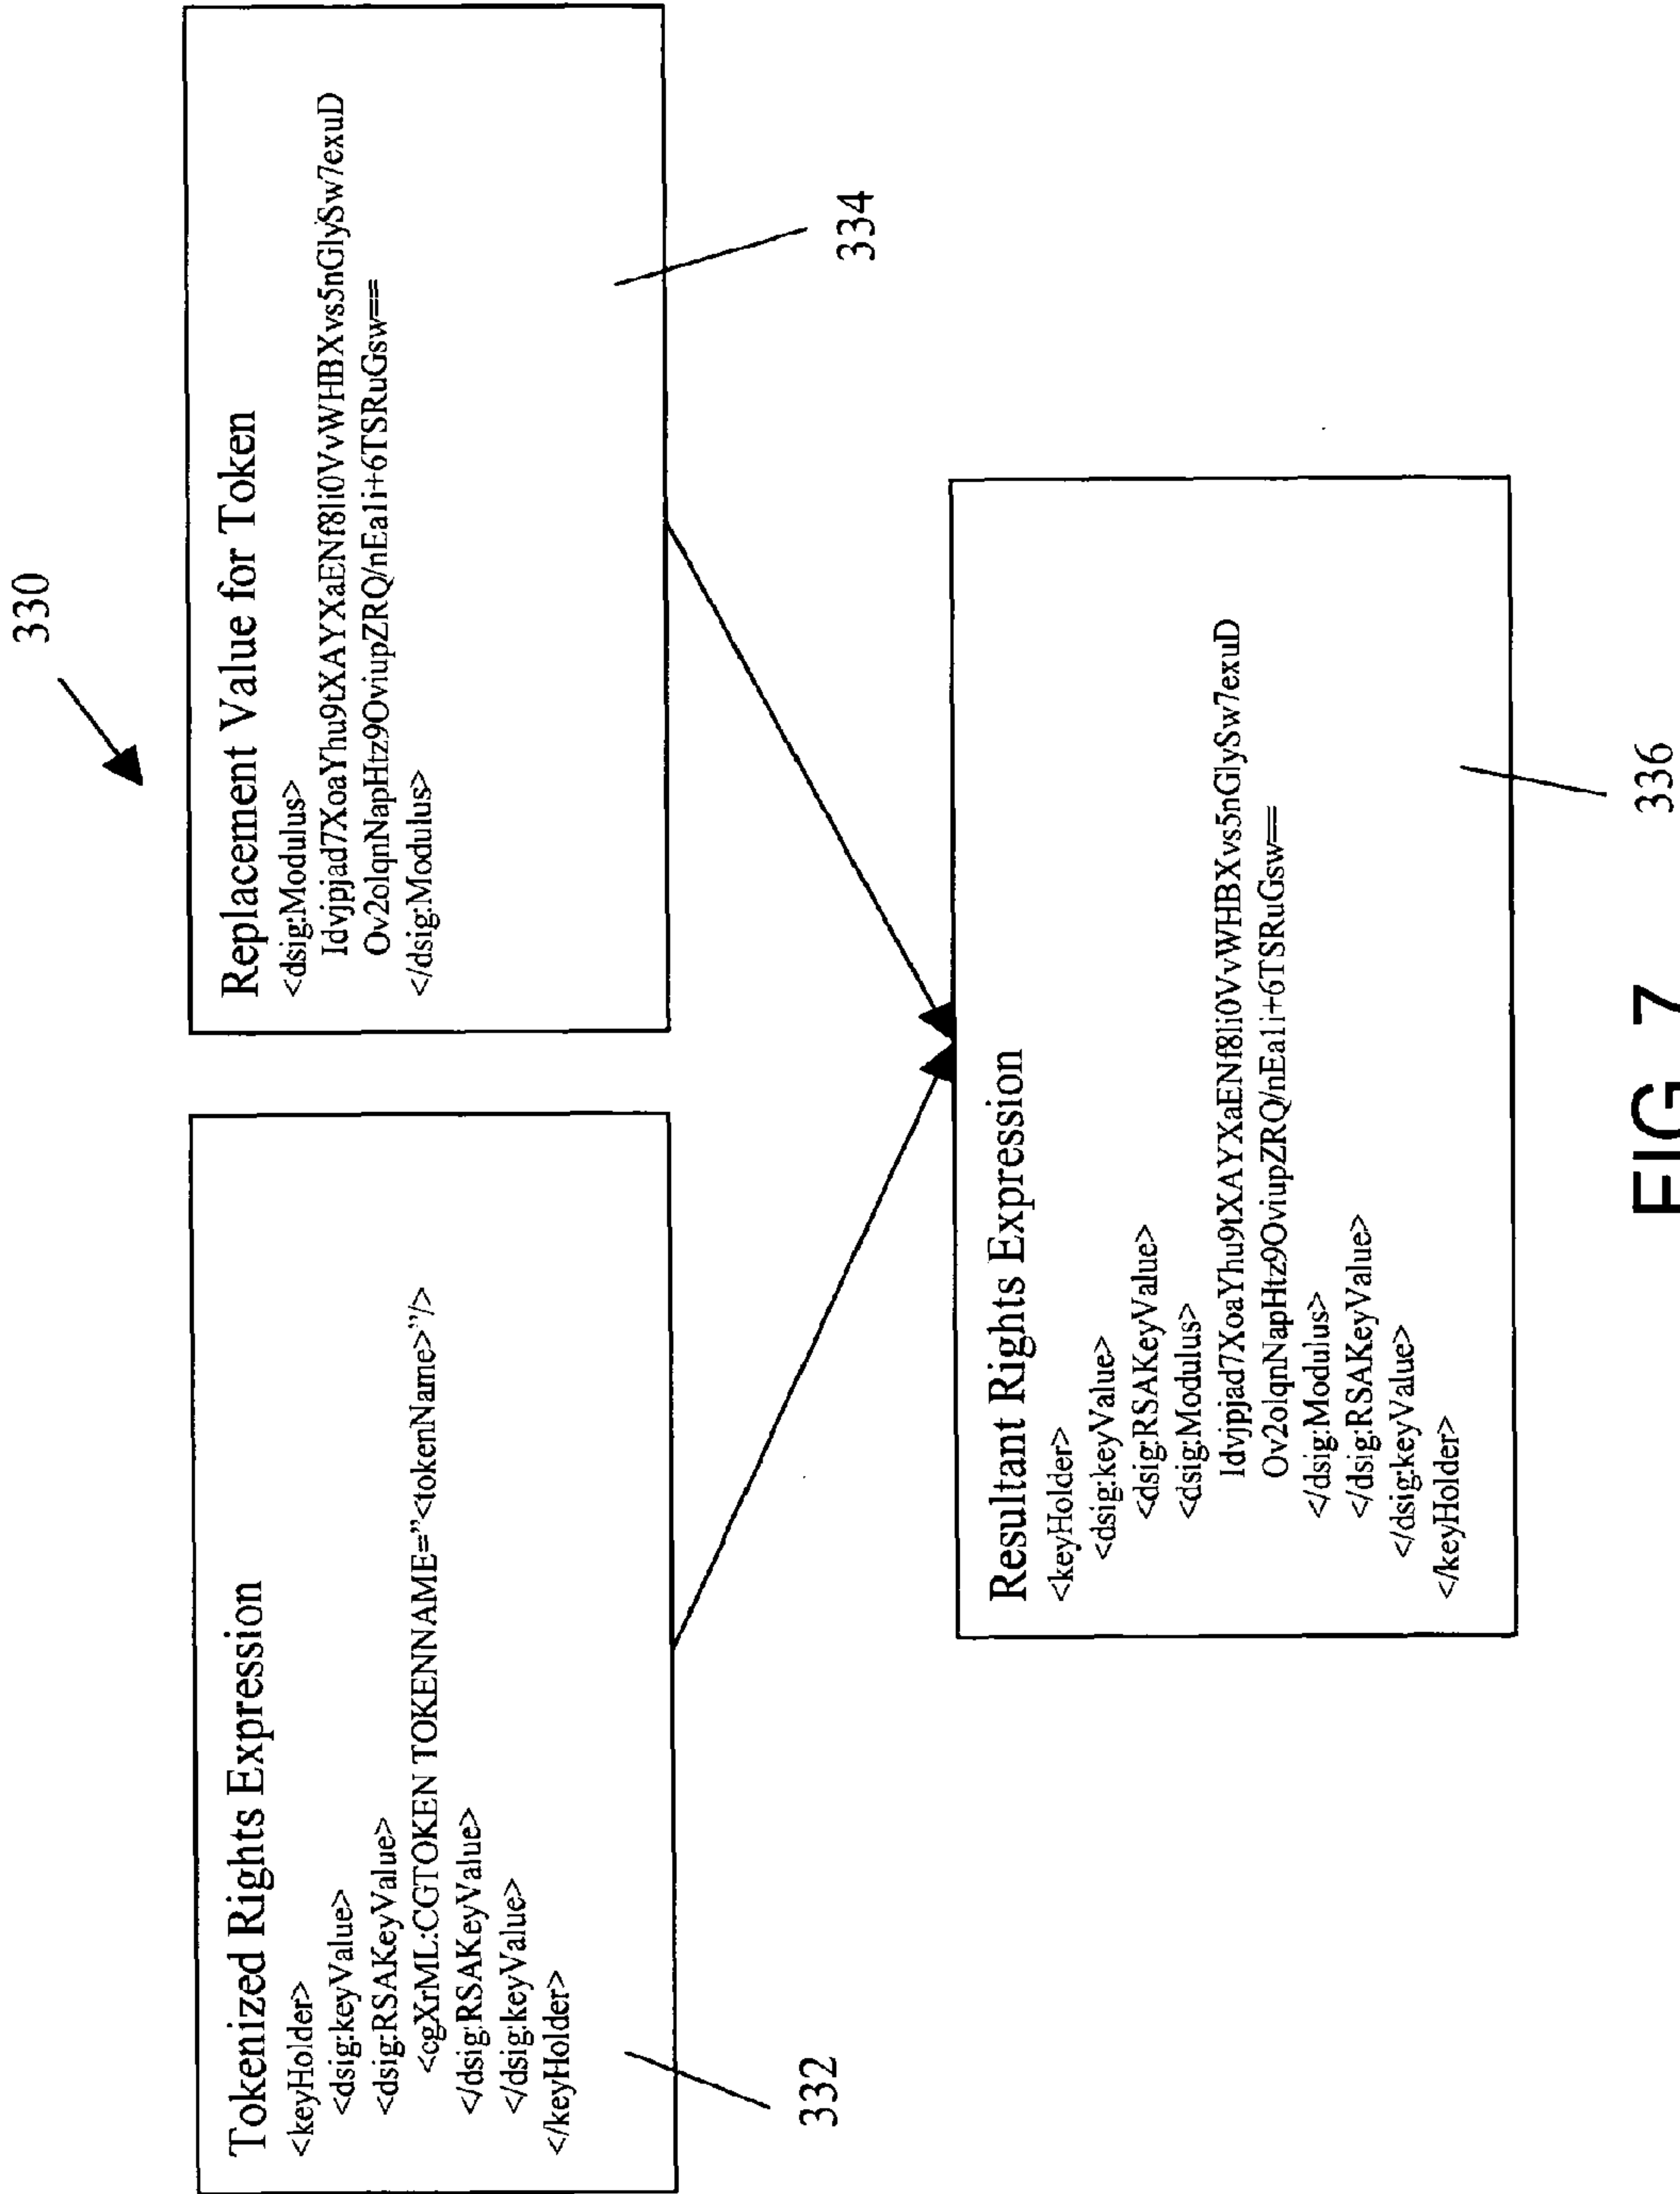 330
Tokenized Rights Expression
<keyHolder>
<dsig:keyValue>
<dsig:RSAKeyValue>
<cgXrML:CGTOKEN TOKENNAME=”<tokenName>”/>
</dsig:RSAKeyValue>
</dsig:keyValue>
</keyHolder>
332
Replacement Value for Token
<dsig:Modulus>
Idvjpjad7XoaYhu9tXAYXaENf8li0VvWHBXvs5nGlySw7exuD
Ov2olqnNapHtz9OviupZRQ/nEa1i+6TSRuGsw==
</dsig:Modulus>
334
Resultant Rights Expression
<keyHolder>
<dsig:keyValue>
<dsig:RSAKeyValue>
<dsig:Modulus>
Idvjpjad7XoaYhu9tXAYXaENf8li0VvWHBXvs5nGlySw7exuD
Ov2olqnNapHtz9OviupZRQ/nEa1i+6TSRuGsw==
</dsig:Modulus>
</dsig:RSAKeyValue>
</dsig:keyValue>
</keyHolder>
336
FIG. 7